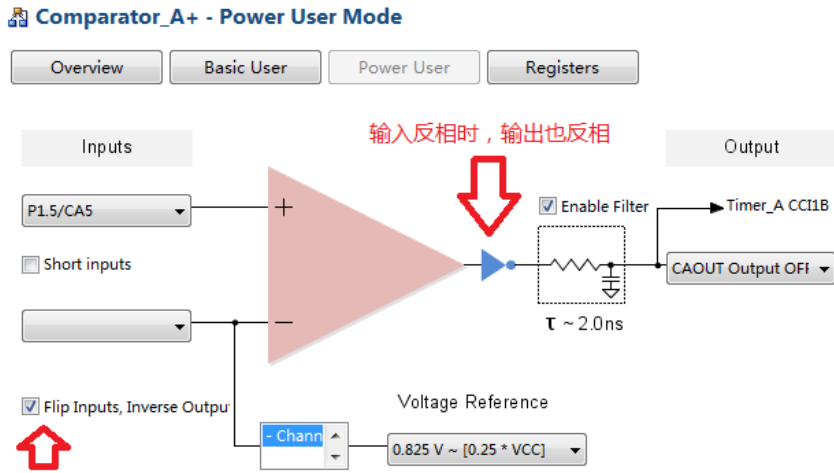 Comparator_A+ - Power User Mode
Overview
Basic User
Power User
Registers
输入反相时，输出也反相
Inputs
Output
P1.5/CA5
+
Enable Filter
Timer_A CCI1B
Short inputs
CAOUT Output OFF
−
τ ~ 2.0ns
Flip Inputs, Inverse Outpu
Voltage Reference
- Chann
0.825 V ~ [0.25 * VCC]